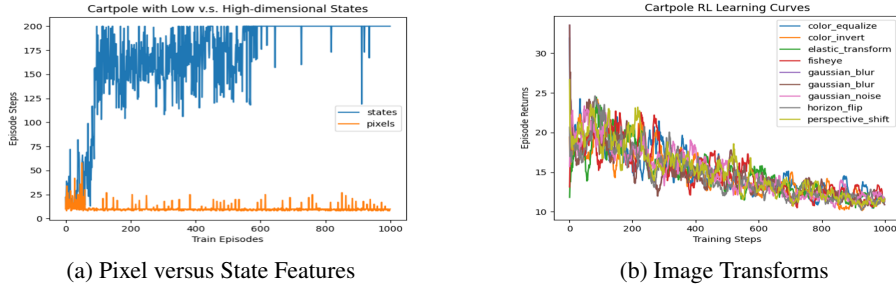 Cartpole with Low v.s. High-dimensional States
200
175
150
125
100
75
50
25
0
Episode Steps
states
pixels
0
200
400
600
800
1000
Train Episodes
(a) Pixel versus State Features
Cartpole RL Learning Curves
30
25
20
15
10
Episode Returns
color_equalize
color_invert
elastic_transform
fisheye
gaussian_blur
gaussian_blur
gaussian_noise
horizon_flip
perspective_shift
0
200
400
600
800
1000
Training Steps
(b) Image Transforms